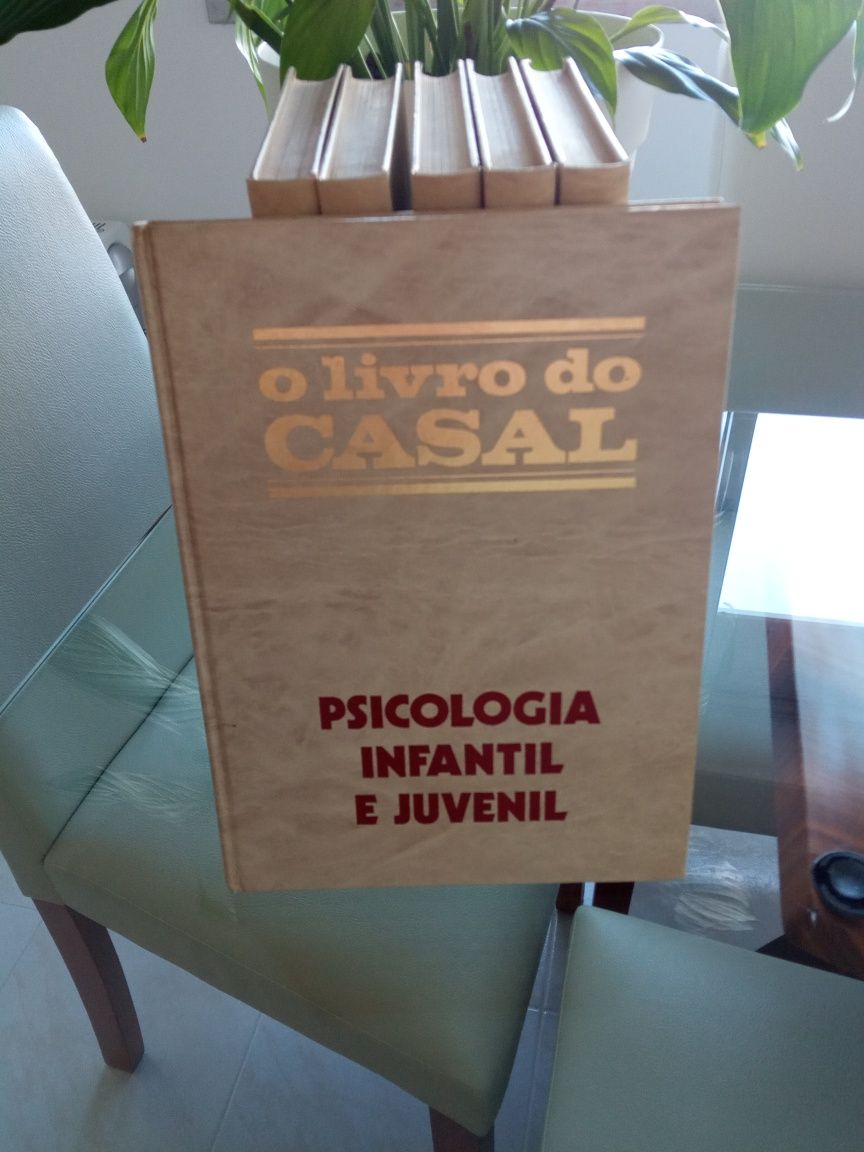 o livro do
CASAL
PSICOLOGIA
INFANTIL
E JUVENIL